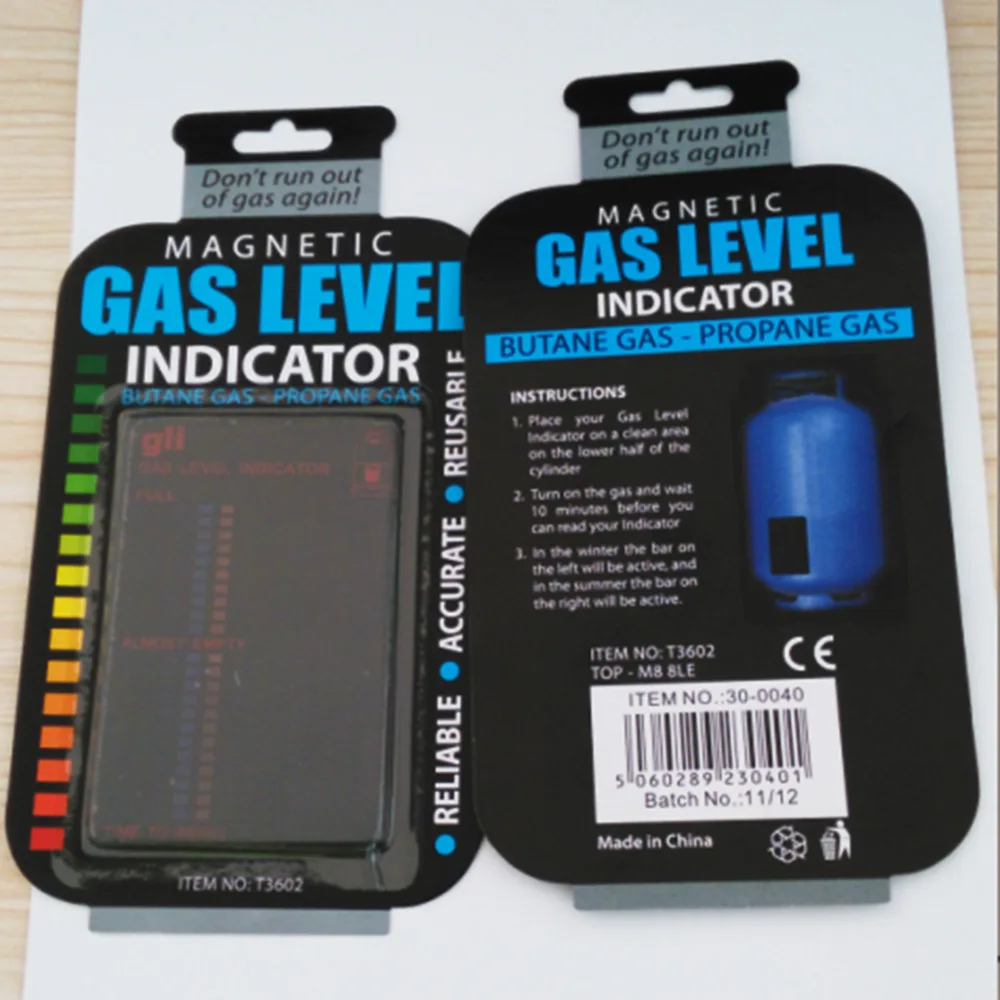 Don't run out
of gas again!
MAGNETIC
GAS LEVEL
INDICATOR
BUTANE GAS - PROPANE GAS
gli
GAS LEVEL INDICATOR
FULL
ALMOST EMPTY
TIME TO
RELIABLE • ACCURATE • REUSABLE
ITEM NO: T3602
Don't run out
of gas again!
MAGNETIC
GAS LEVEL
INDICATOR
BUTANE GAS - PROPANE GAS
INSTRUCTIONS
1. Place your Gas Level
Indicator on a clean area
on the lower half of the
cylinder
2. Turn on the gas and wait
10 minutes before you
can read your Indicator
3. In the winter the bar on
the left will be active, and
in the summer the bar on
the right will be active.
ITEM NO: T3602
TOP - M8 8LE
CE
ITEM NO.:30-0040
5 060289 230401
Batch No.:11/12
Made in China